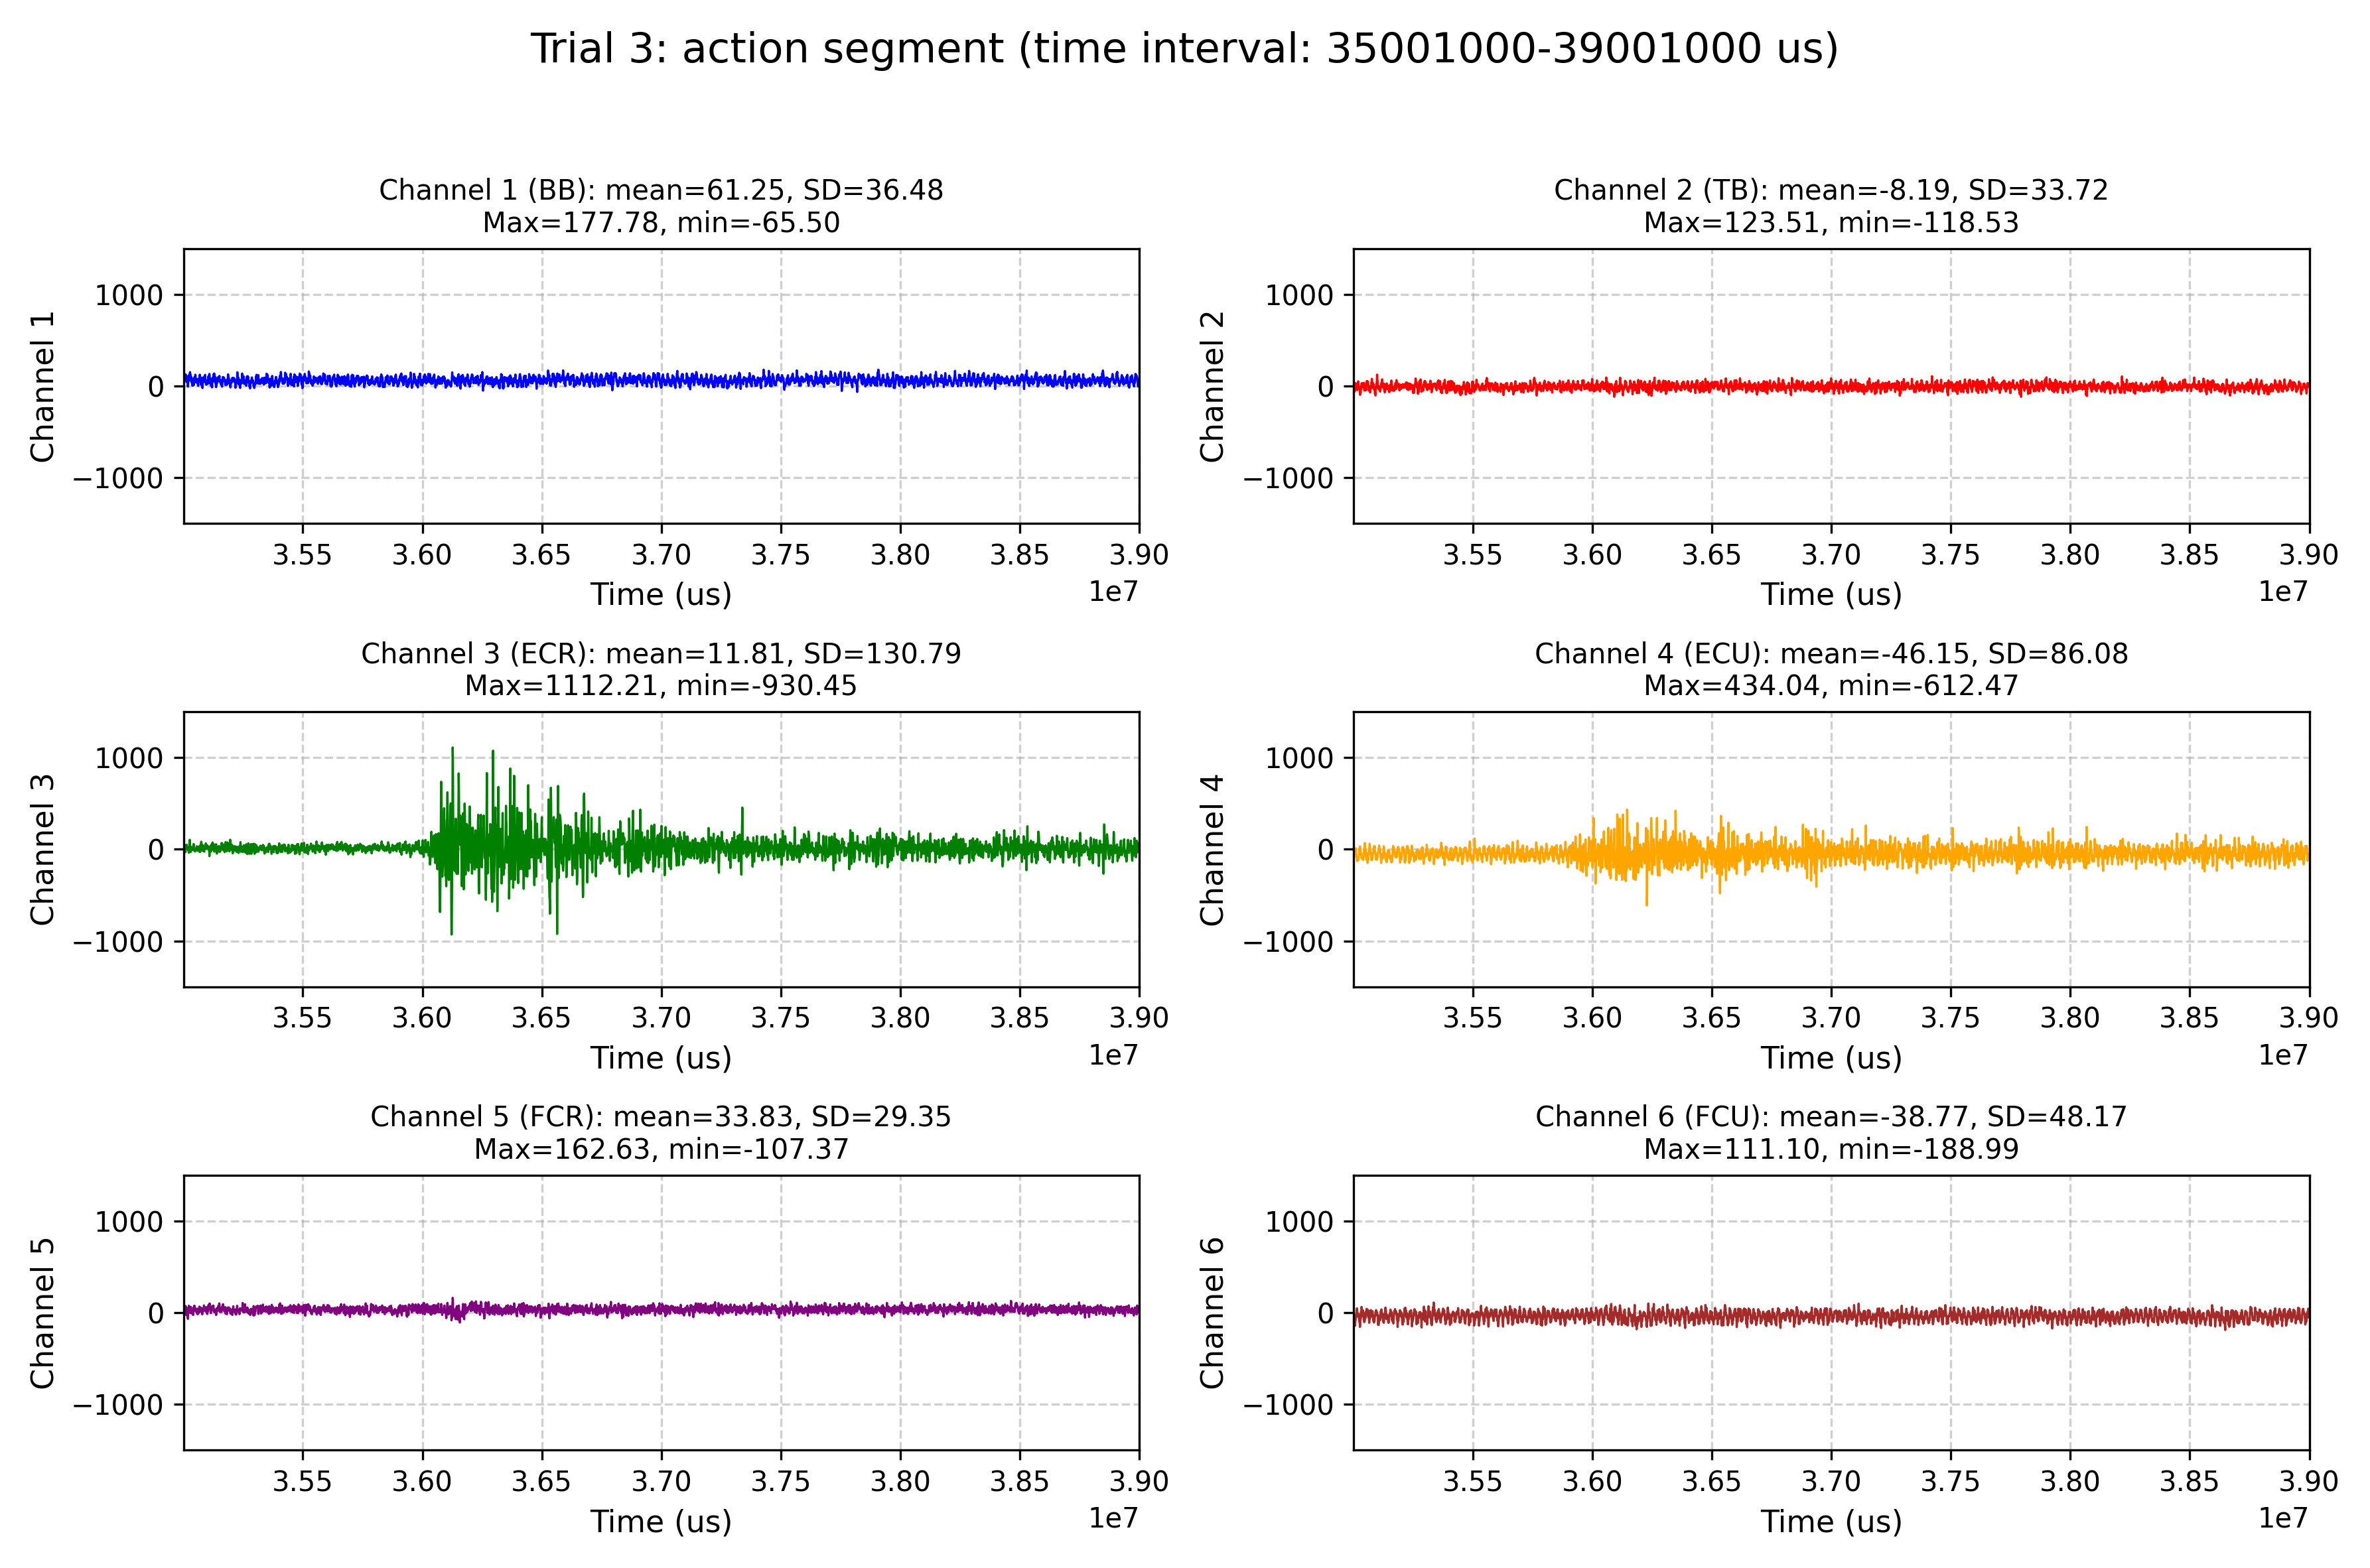 Trial 3: action segment (time interval: 35001000-39001000 us)
Channel 1 (BB): mean=61.25, SD=36.48
Max=177.78, min=-65.50
Channel 1
1000
0
−1000
3.55 3.60 3.65 3.70 3.75 3.80 3.85 3.90
Time (us)
1e7
Channel 2 (TB): mean=-8.19, SD=33.72
Max=123.51, min=-118.53
Channel 2
1000
0
−1000
3.55 3.60 3.65 3.70 3.75 3.80 3.85 3.90
Time (us)
1e7
Channel 3 (ECR): mean=11.81, SD=130.79
Max=1112.21, min=-930.45
Channel 3
1000
0
−1000
3.55 3.60 3.65 3.70 3.75 3.80 3.85 3.90
Time (us)
1e7
Channel 4 (ECU): mean=-46.15, SD=86.08
Max=434.04, min=-612.47
Channel 4
1000
0
−1000
3.55 3.60 3.65 3.70 3.75 3.80 3.85 3.90
Time (us)
1e7
Channel 5 (FCR): mean=33.83, SD=29.35
Max=162.63, min=-107.37
Channel 5
1000
0
−1000
3.55 3.60 3.65 3.70 3.75 3.80 3.85 3.90
Time (us)
1e7
Channel 6 (FCU): mean=-38.77, SD=48.17
Max=111.10, min=-188.99
Channel 6
1000
0
−1000
3.55 3.60 3.65 3.70 3.75 3.80 3.85 3.90
Time (us)
1e7